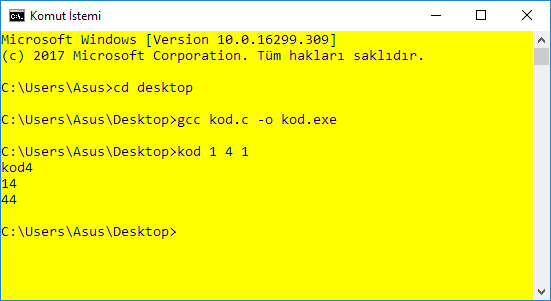 Komut İstemi
Microsoft Windows [Version 10.0.16299.309]
(c) 2017 Microsoft Corporation. Tüm hakları saklıdır.
C:\Users\Asus>cd desktop
C:\Users\Asus\Desktop>gcc kod.c -o kod.exe
C:\Users\Asus\Desktop>kod 1 4 1
kod4
14
44
C:\Users\Asus\Desktop>